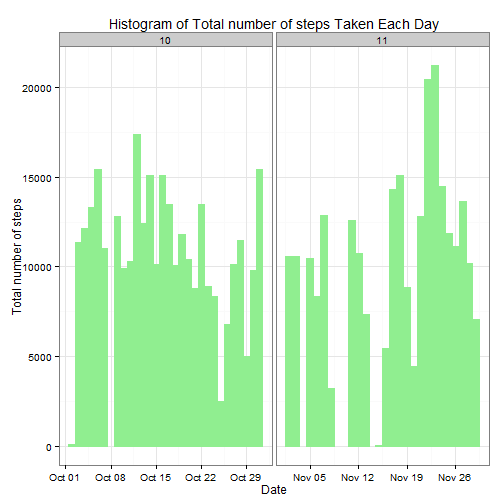 Histogram of Total number of steps Taken Each Day
10 11
20000
15000
10000
5000
0
Total number of steps
Oct 01 Oct 08 Oct 15 Oct 22 Oct 29 Nov 05 Nov 12 Nov 19 Nov 26
Date